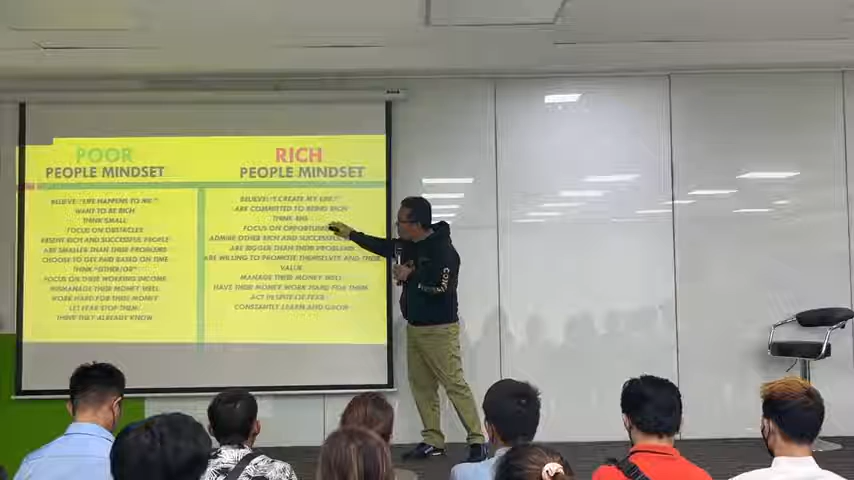 POOR
PEOPLE MINDSET
BELIEVE: "LIFE HAPPENS TO ME."
WANT TO BE RICH
THINK SMALL
FOCUS ON OBSTACLES
RESENT RICH AND SUCCESSFUL PEOPLE
ARE SMALLER THAN THEIR PROBLEMS
CHOOSE TO GET PAID BASED ON TIME
THINK "EITHER/OR"
FOCUS ON THEIR WORKING INCOME
MISMANAGE THEIR MONEY WELL
WORK HARD FOR THEIR MONEY
LET FEAR STOP THEM
THINK THEY ALREADY KNOW
RICH
PEOPLE MINDSET
BELIEVE: "I CREATE MY LIFE."
ARE COMMITTED TO BEING RICH
THINK BIG
FOCUS ON
ADMIRE OTHER RICH AND
ARE BIGGER THAN THEIR PROBLEMS
ARE WILLING TO PROMOTE THEMSELVES AND THEIR
VALUE
MANAGE THEIR MONEY WELL
HAVE THEIR MONEY WORK HARD FOR THEM
ACT IN SPITE OF FEAR
CONSTANTLY LEARN AND GROW